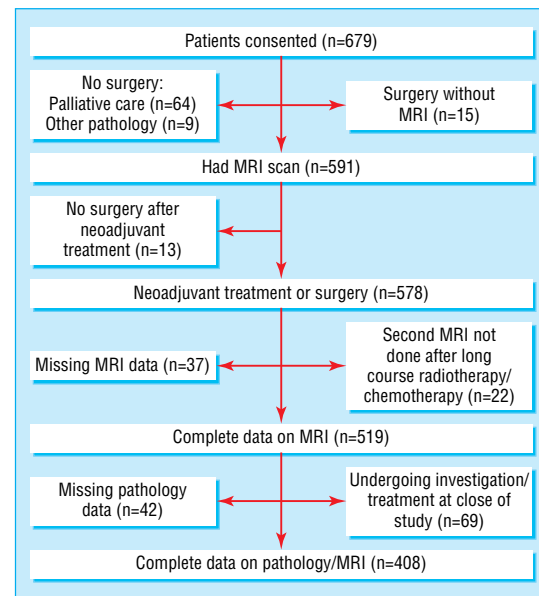 Patients consented (n=679)
No surgery:
Palliative care (n=64)
Other pathology (n=9)
Surgery without
MRI (n=15)
Had MRI scan (n=591)
No surgery after
neoadjuvant
treatment (n=13)
Neoadjuvant treatment or surgery (n=578)
Missing MRI data (n=37)
Second MRI not
done after long
course radiotherapy/
chemotherapy (n=22)
Complete data on MRI (n=519)
Missing pathology
data (n=42)
Undergoing investigation/
treatment at close of
study (n=69)
Complete data on pathology/MRI (n=408)